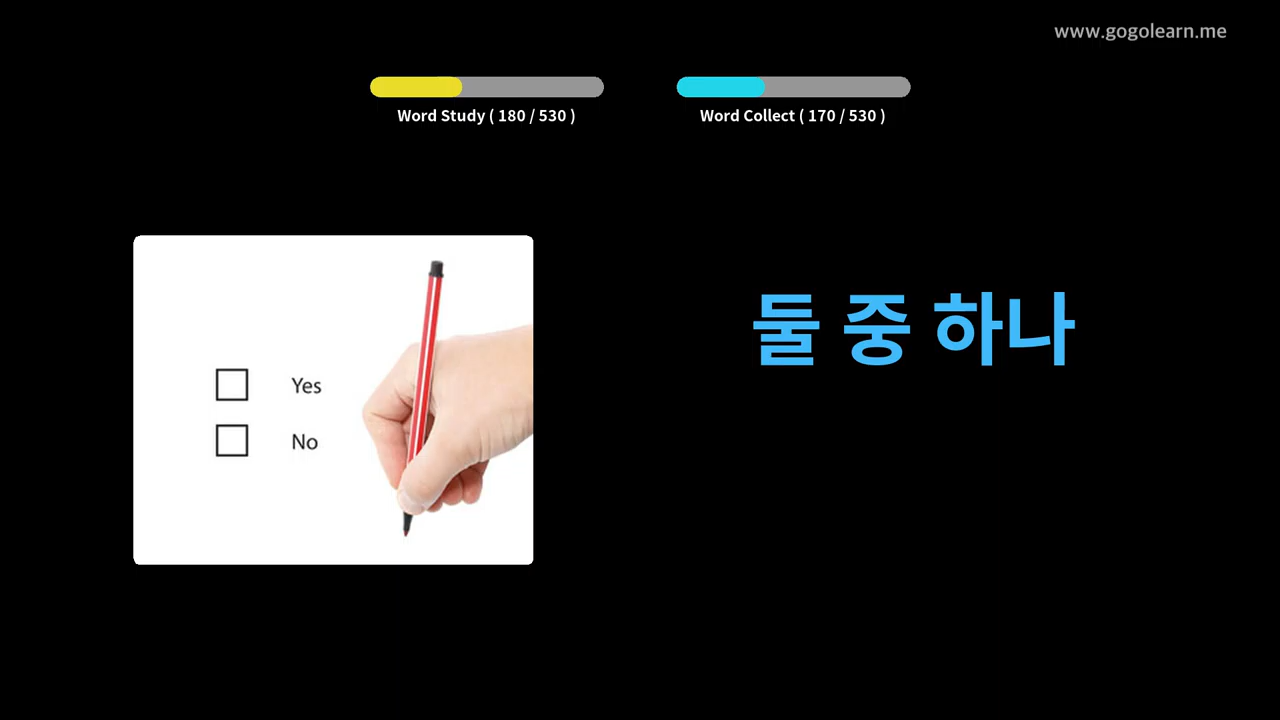 www.gogolearn.me
Word Study ( 180 / 530 )
Word Collect ( 170 / 530 )
둘 중 하나
Yes
No